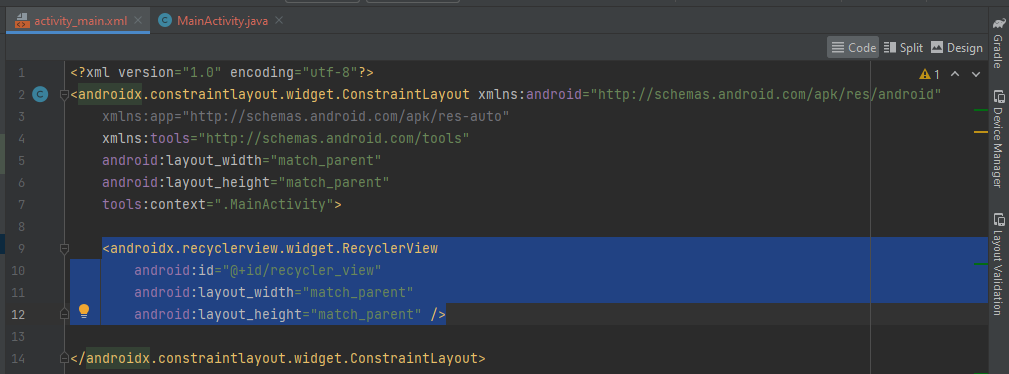 activity_main.xml MainActivity.java
Code Split Design
1 <?xml version="1.0" encoding="utf-8"?>
1
2 <androidx.constraintlayout.widget.ConstraintLayout xmlns:android="http://schemas.android.com/apk/res/android"
3 xmlns:app="http://schemas.android.com/apk/res-auto"
4 xmlns:tools="http://schemas.android.com/tools"
5 android:layout_width="match_parent"
6 android:layout_height="match_parent"
7 tools:context=".MainActivity">
8
9 <androidx.recyclerview.widget.RecyclerView
10 android:id="@+id/recycler_view"
11 android:layout_width="match_parent"
12 android:layout_height="match_parent" />
13
14 </androidx.constraintlayout.widget.ConstraintLayout>
Gradle
Device Manager
Layout Validation